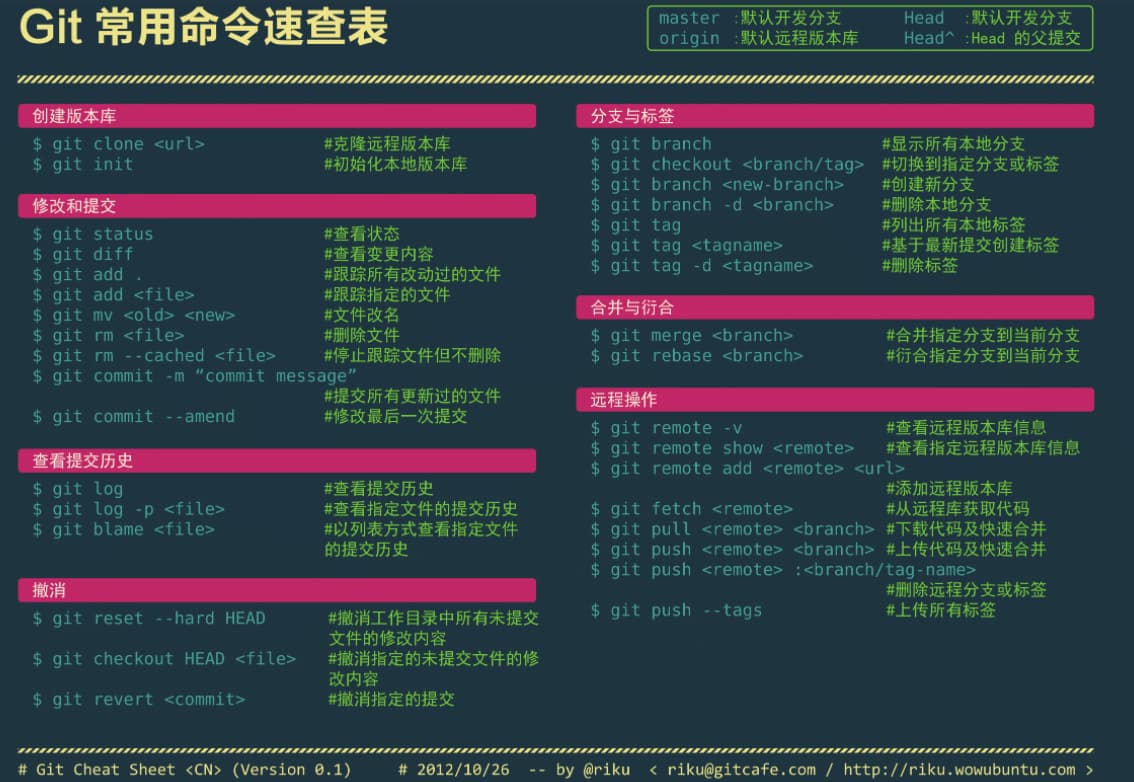 Git 常用命令速查表
master :默认开发分支 Head :默认开发分支
origin :默认远程版本库 Head^ :Head 的父提交
创建版本库
$ git clone <url> #克隆远程版本库
$ git init #初始化本地版本库
修改和提交
$ git status #查看状态
$ git diff #查看变更内容
$ git add . #跟踪所有改动过的文件
$ git add <file> #跟踪指定的文件
$ git mv <old> <new> #文件改名
$ git rm <file> #删除文件
$ git rm --cached <file> #停止跟踪文件但不删除
$ git commit -m “commit message”
#提交所有更新过的文件
$ git commit --amend #修改最后一次提交
查看提交历史
$ git log #查看提交历史
$ git log -p <file> #查看指定文件的提交历史
$ git blame <file> #以列表方式查看指定文件
的提交历史
撤消
$ git reset --hard HEAD #撤消工作目录中所有未提交
文件的修改内容
$ git checkout HEAD <file> #撤消指定的未提交文件的修
改内容
$ git revert <commit> #撤消指定的提交
分支与标签
$ git branch #显示所有本地分支
$ git checkout <branch/tag> #切换到指定分支或标签
$ git branch <new-branch> #创建新分支
$ git branch -d <branch> #删除本地分支
$ git tag #列出所有本地标签
$ git tag <tagname> #基于最新提交创建标签
$ git tag -d <tagname> #删除标签
合并与衍合
$ git merge <branch> #合并指定分支到当前分支
$ git rebase <branch> #衍合指定分支到当前分支
远程操作
$ git remote -v #查看远程版本库信息
$ git remote show <remote> #查看指定远程版本库信息
$ git remote add <remote> <url>
#添加远程版本库
$ git fetch <remote> #从远程库获取代码
$ git pull <remote> <branch> #下载代码及快速合并
$ git push <remote> <branch> #上传代码及快速合并
$ git push <remote> :<branch/tag-name>
#删除远程分支或标签
$ git push --tags #上传所有标签
# Git Cheat Sheet <CN> (Version 0.1) # 2012/10/26 -- by @riku < riku@gitcafe.com / http://riku.wowubuntu.com >